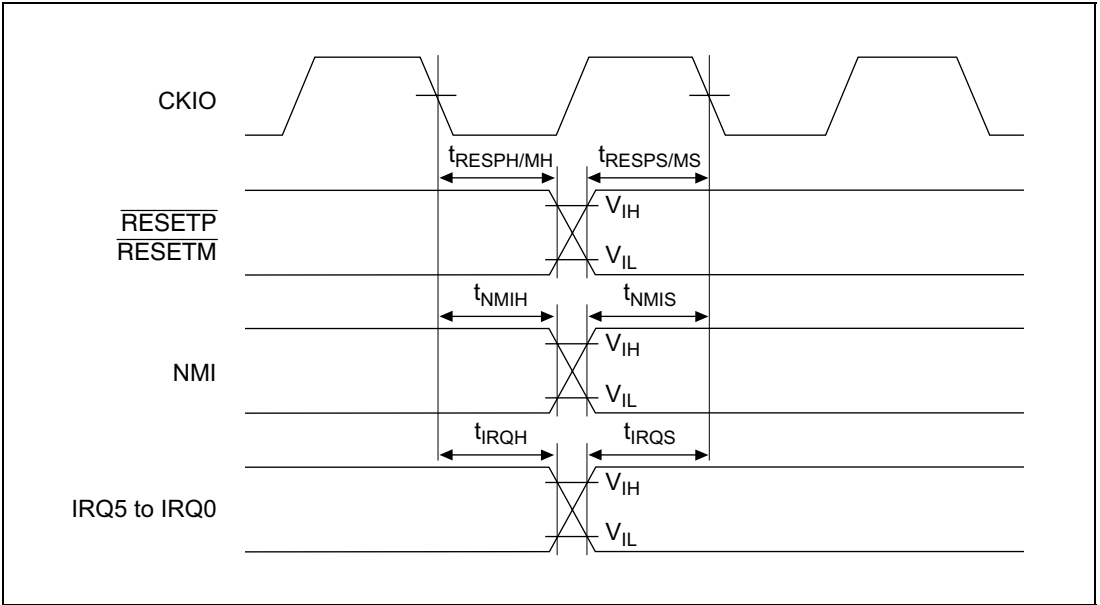 CKIO
tRESPH/MH tRESPS/MS
RESETP
RESETM
VIH
VIL
tNMIH tNMIS
NMI
VIH
VIL
tIRQH tIRQS
IRQ5 to IRQ0
VIH
VIL